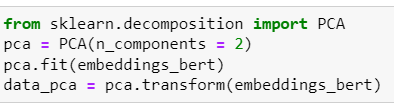 from sklearn.decomposition import PCA
pca = PCA(n_components = 2)
pca.fit(embeddings_bert)
data_pca = pca.transform(embeddings_bert)